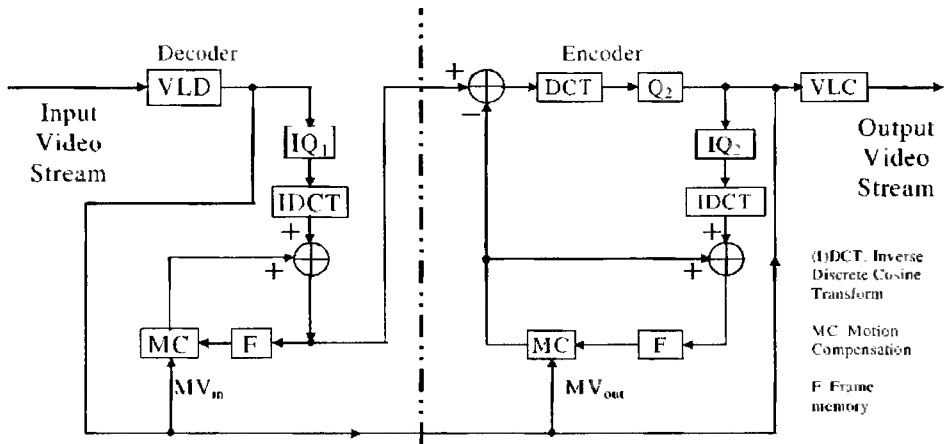 Decoder
Encoder
VLD
DCT
Q2
VLC
Input
Video
Stream
Output
Video
Stream
IQ1
IQ2
IDCT
IDCT
+
−
+
+
+
+
MC
F
MC
F
MVin
MVout
(I)DCT. Inverse
Discrete Cosine
Transform
MC Motion
Compensation
F Frame
memory